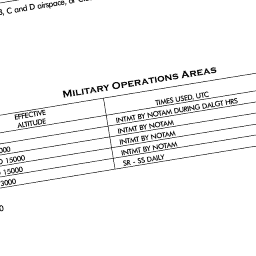 B, C and D airspace, or
MILITARY OPERATIONS AREAS
EFFECTIVE ALTITUDE
TIMES USED, UTC
INTMT BY NOTAM DURING DALGT HRS
000 INTMT BY NOTAM
O 15000 INTMT BY NOTAM
15000 INTMT BY NOTAM
3000 SR - SS DAILY
0